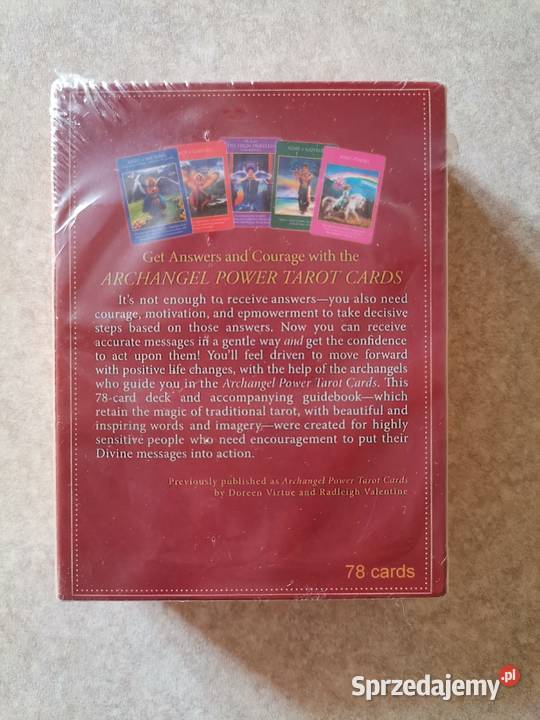 Get Answers and Courage with the
ARCHANGEL POWER TAROT CARDS
It's not enough to receive answers—you also need
courage, motivation, and epmowerment to take decisive
steps based on those answers. Now you can receive
accurate messages in a gentle way and get the confidence
to act upon them! You'll feel driven to move forward
with positive life changes, with the help of the archangels
who guide you in the Archangel Power Tarot Cards. This
78-card deck and accompanying guidebook—which
retain the magic of traditional tarot, with beautiful and
inspiring words and imagery—were created for highly
sensitive people who need encouragement to put their
Divine messages into action.
Previously published as Archangel Power Tarot Cards
by Doreen Virtue and Radleigh Valentine
78 cards
Sprzedajemy.pl